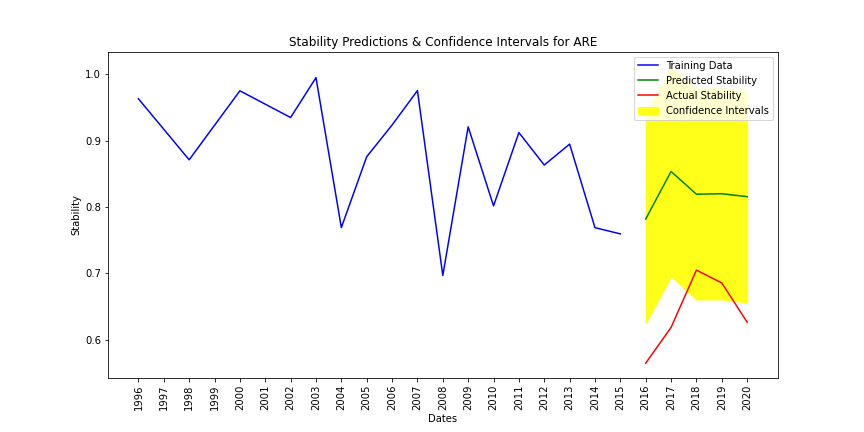 Stability Predictions & Confidence Intervals for ARE
Training Data
Predicted Stability
Actual Stability
Confidence Intervals
1.0
0.9
0.8
0.7
0.6
Stability
1996 1997 1998 1999 2000 2001 2002 2003 2004 2005 2006 2007 2008 2009 2010 2011 2012 2013 2014 2015 2016 2017 2018 2019 2020
Dates